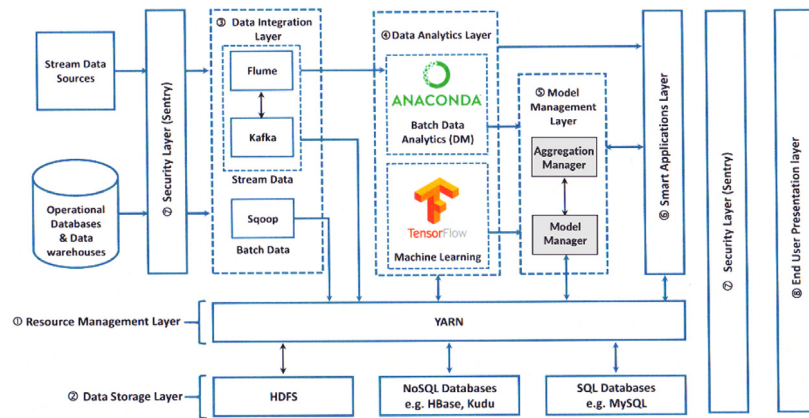 Stream Data
Sources
Operational
Databases
& Data
warehouses
⑦ Security Layer (Sentry)
③ Data Integration
Layer
Flume
Kafka
Stream Data
Sqoop
Batch Data
④ Data Analytics Layer
ANACONDA
Batch Data
Analytics (DM)
TensorFlow
Machine Learning
⑤ Model
Management
Layer
Aggregation
Manager
Model
Manager
⑥ Smart Applications Layer
⑦ Security Layer (Sentry)
⑧ End User Presentation layer
① Resource Management Layer
YARN
② Data Storage Layer
HDFS
NoSQL Databases
e.g. HBase, Kudu
SQL Databases
e.g. MySQL